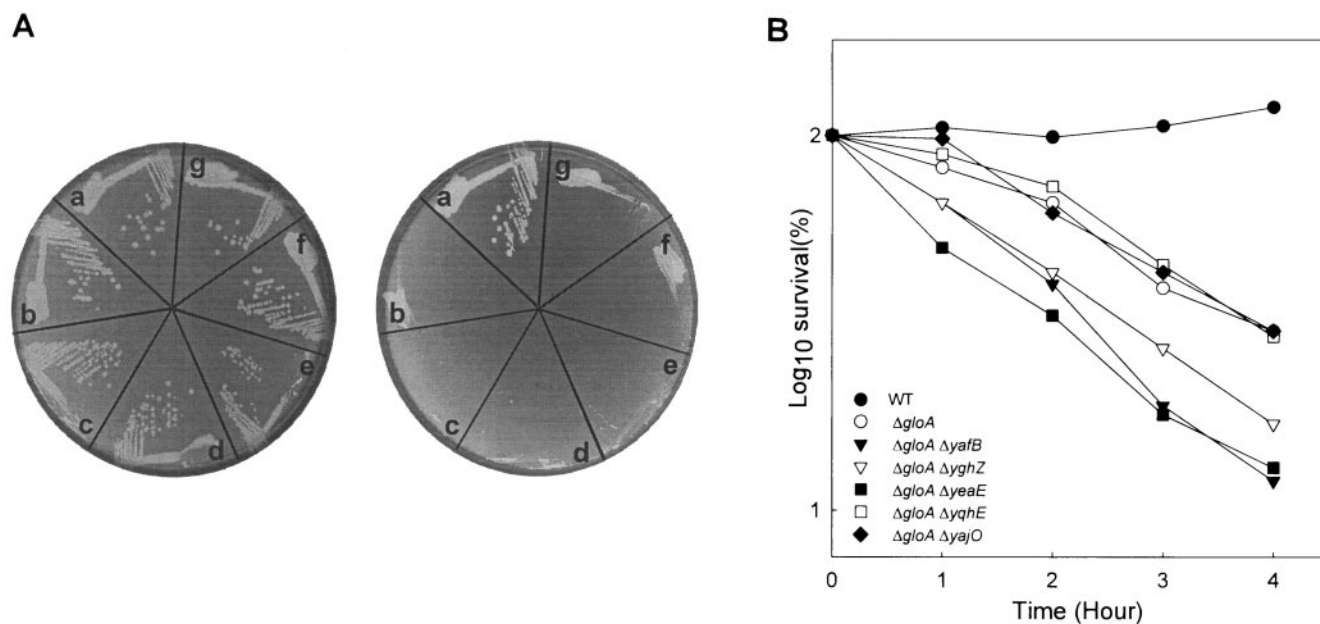 A
a
b
c
d
e
f
g
a
b
c
d
e
f
g
B
Log10 survival(%)
2
1
WT
ΔgloA
ΔgloA ΔyafB
ΔgloA ΔyghZ
ΔgloA ΔyeaE
ΔgloA ΔyqhE
ΔgloA ΔyajO
0 1 2 3 4
Time (Hour)